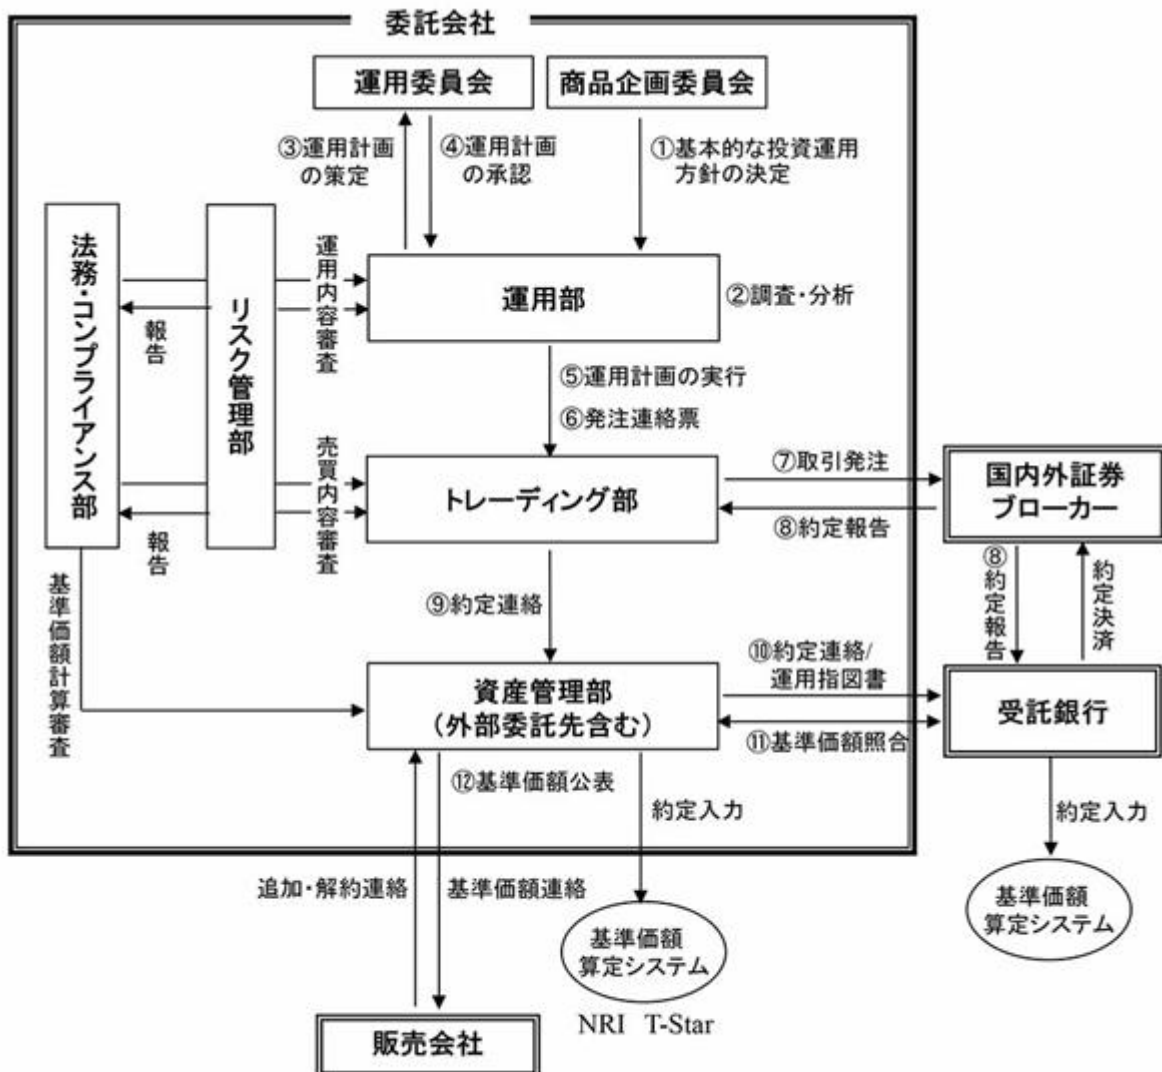 委託会社
運用委員会
商品企画委員会
③運用計画
の策定
④運用計画
の承認
①基本的な投資運用
方針の決定
法務・コンプライアンス部
リスク管理部
運用内容審査
報告
運用部
②調査・分析
⑤運用計画の実行
⑥発注連絡票
売買内容審査
報告
トレーディング部
⑦取引発注
⑧約定報告
国内外証券
ブローカー
⑧約定報告
約定決済
⑨約定連絡
基準価額計算審査
資産管理部
(外部委託先含む)
⑩約定連絡/
運用指図書
⑪基準価額照合
受託銀行
⑫基準価額公表
約定入力
約定入力
追加・解約連絡
基準価額連絡
基準価額
算定システム
NRI T-Star
基準価額
算定システム
販売会社